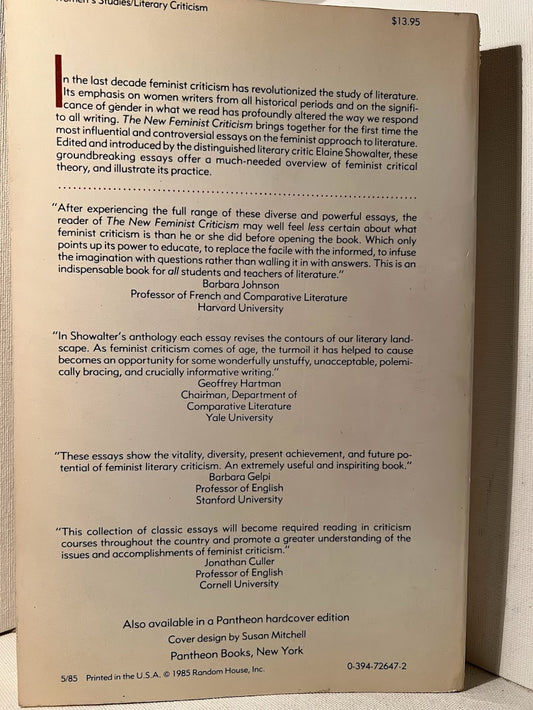 Women's Studies/Literary Criticism
$13.95
In the last decade feminist criticism has revolutionized the study of literature.
Its emphasis on women writers from all historical periods and on the signifi-
cance of gender in what we read has profoundly altered the way we respond
to all writing. The New Feminist Criticism brings together for the first time the
most influential and controversial essays on the feminist approach to literature.
Edited and introduced by the distinguished literary critic Elaine Showalter, these
groundbreaking essays offer a much-needed overview of feminist critical
theory, and illustrate its practice.
"After experiencing the full range of these diverse and powerful essays, the
reader of The New Feminist Criticism may well feel less certain about what
feminist criticism is than he or she did before opening the book. Which only
points up its power to educate, to replace the facile with the informed, to infuse
the imagination with questions rather than walling it in with answers. This is an
indispensable book for all students and teachers of literature."
Barbara Johnson
Professor of French and Comparative Literature
Harvard University
"In Showalter's anthology each essay revises the contours of our literary land-
scape. As feminist criticism comes of age, the turmoil it has helped to cause
becomes an opportunity for some wonderfully unstuffy, unacceptable, polemi-
cally bracing, and crucially informative writing."
Geoffrey Hartman
Chairman, Department of
Comparative Literature
Yale University
"These essays show the vitality, diversity, present achievement, and future po-
tential of feminist literary criticism. An extremely useful and inspiriting book."
Barbara Gelpi
Professor of English
Stanford University
"This collection of classic essays will become required reading in criticism
courses throughout the country and promote a greater understanding of the
issues and accomplishments of feminist criticism."
Jonathan Culler
Professor of English
Cornell University
Also available in a Pantheon hardcover edition
Cover design by Susan Mitchell
Pantheon Books, New York
5/85 Printed in the U.S.A. © 1985 Random House, Inc.
0-394-72647-2